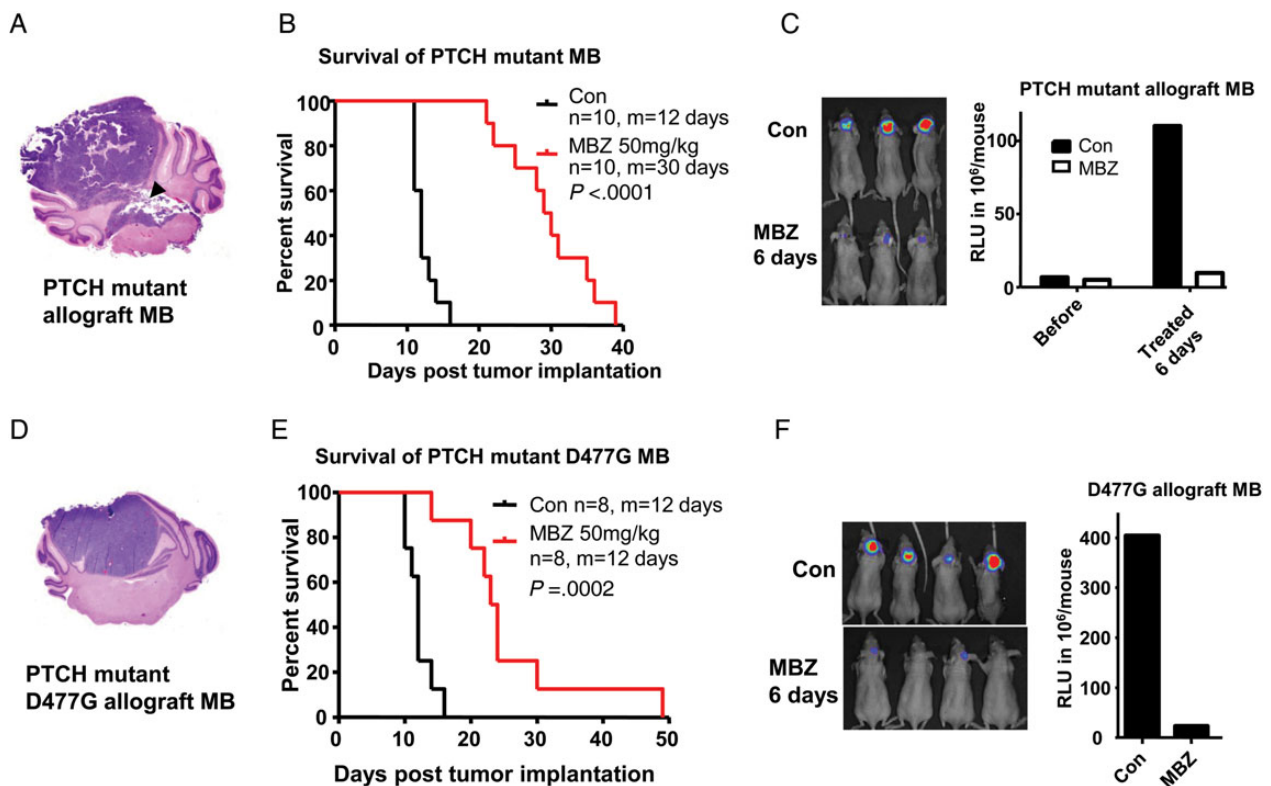 A
PTCH mutant
allograft MB
B
Survival of PTCH mutant MB
Percent survival
100
80
60
40
20
0
0 10 20 30 40
Days post tumor implantation
Con
n=10, m=12 days
MBZ 50mg/kg
n=10, m=30 days
P <.0001
C
Con
MBZ
6 days
PTCH mutant allograft MB
RLU in 10⁶/mouse
100
50
0
Con
MBZ
Before
Treated
6 days
D
PTCH mutant
D477G allograft MB
E
Survival of PTCH mutant D477G MB
Percent survival
100
80
60
40
20
0
0 10 20 30 40 50
Days post tumor implantation
Con n=8, m=12 days
MBZ 50mg/kg
n=8, m=12 days
P =.0002
F
Con
MBZ
6 days
D477G allograft MB
RLU in 10⁶/mouse
400
300
200
100
0
Con
MBZ